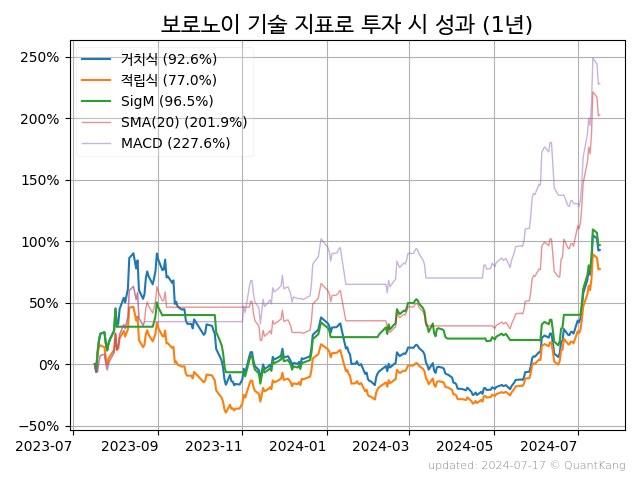 보로노이 기술 지표로 투자 시 성과 (1년)
250%
200%
150%
100%
50%
0%
−50%
거치식 (92.6%)
적립식 (77.0%)
SigM (96.5%)
SMA(20) (201.9%)
MACD (227.6%)
2023-07 2023-09 2023-11 2024-01 2024-03 2024-05 2024-07
updated: 2024-07-17 © QuantKang